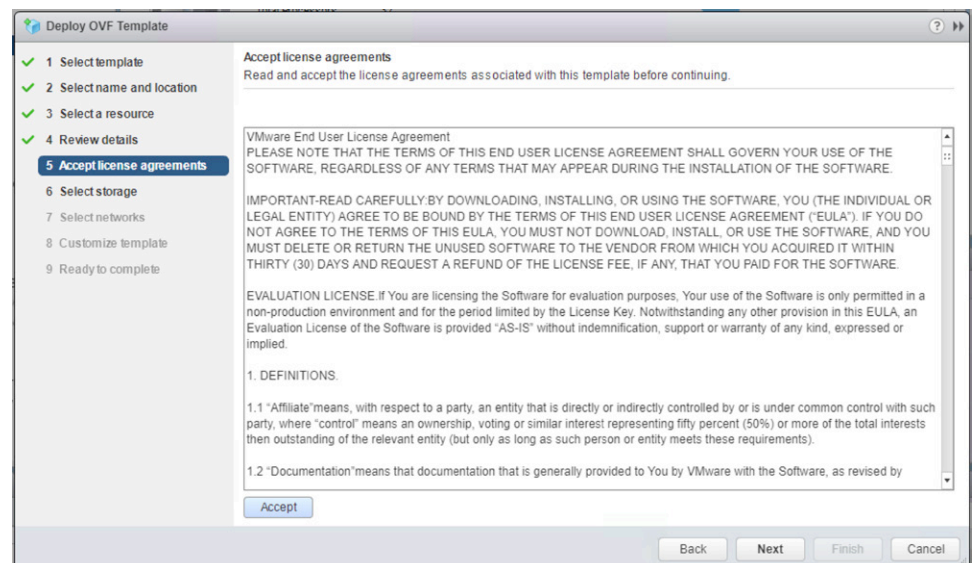 Deploy OVF Template
1 Select template
2 Select name and location
3 Select a resource
4 Review details
5 Accept license agreements
6 Select storage
7 Select networks
8 Customize template
9 Ready to complete
Accept license agreements
Read and accept the license agreements associated with this template before continuing.
VMware End User License Agreement
PLEASE NOTE THAT THE TERMS OF THIS END USER LICENSE AGREEMENT SHALL GOVERN YOUR USE OF THE
SOFTWARE, REGARDLESS OF ANY TERMS THAT MAY APPEAR DURING THE INSTALLATION OF THE SOFTWARE.
IMPORTANT-READ CAREFULLY:BY DOWNLOADING, INSTALLING, OR USING THE SOFTWARE, YOU (THE INDIVIDUAL OR
LEGAL ENTITY) AGREE TO BE BOUND BY THE TERMS OF THIS END USER LICENSE AGREEMENT (“EULA”). IF YOU DO
NOT AGREE TO THE TERMS OF THIS EULA, YOU MUST NOT DOWNLOAD, INSTALL, OR USE THE SOFTWARE, AND YOU
MUST DELETE OR RETURN THE UNUSED SOFTWARE TO THE VENDOR FROM WHICH YOU ACQUIRED IT WITHIN
THIRTY (30) DAYS AND REQUEST A REFUND OF THE LICENSE FEE, IF ANY, THAT YOU PAID FOR THE SOFTWARE.
EVALUATION LICENSE.If You are licensing the Software for evaluation purposes, Your use of the Software is only permitted in a
non-production environment and for the period limited by the License Key. Notwithstanding any other provision in this EULA, an
Evaluation License of the Software is provided “AS-IS” without indemnification, support or warranty of any kind, expressed or
implied.
1. DEFINITIONS.
1.1 “Affiliate”means, with respect to a party, an entity that is directly or indirectly controlled by or is under common control with such
party, where “control” means an ownership, voting or similar interest representing fifty percent (50%) or more of the total interests
then outstanding of the relevant entity (but only as long as such person or entity meets these requirements).
1.2 “Documentation”means that documentation that is generally provided to You by VMware with the Software, as revised by
Accept
Back Next Finish Cancel